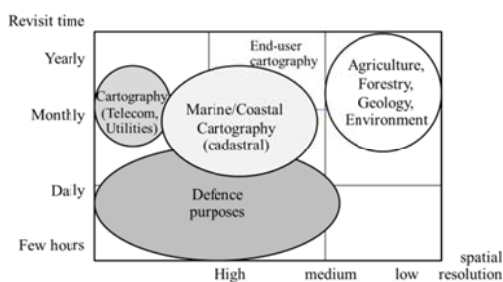 Revisit time
Yearly
Monthly
Daily
Few hours
End-user
cartography
Cartography
(Telecom,
Utilities)
Marine/Coastal
Cartography
(cadastral)
Agriculture,
Forestry,
Geology,
Environment
Defence
purposes
High
medium
low
spatial
resolution